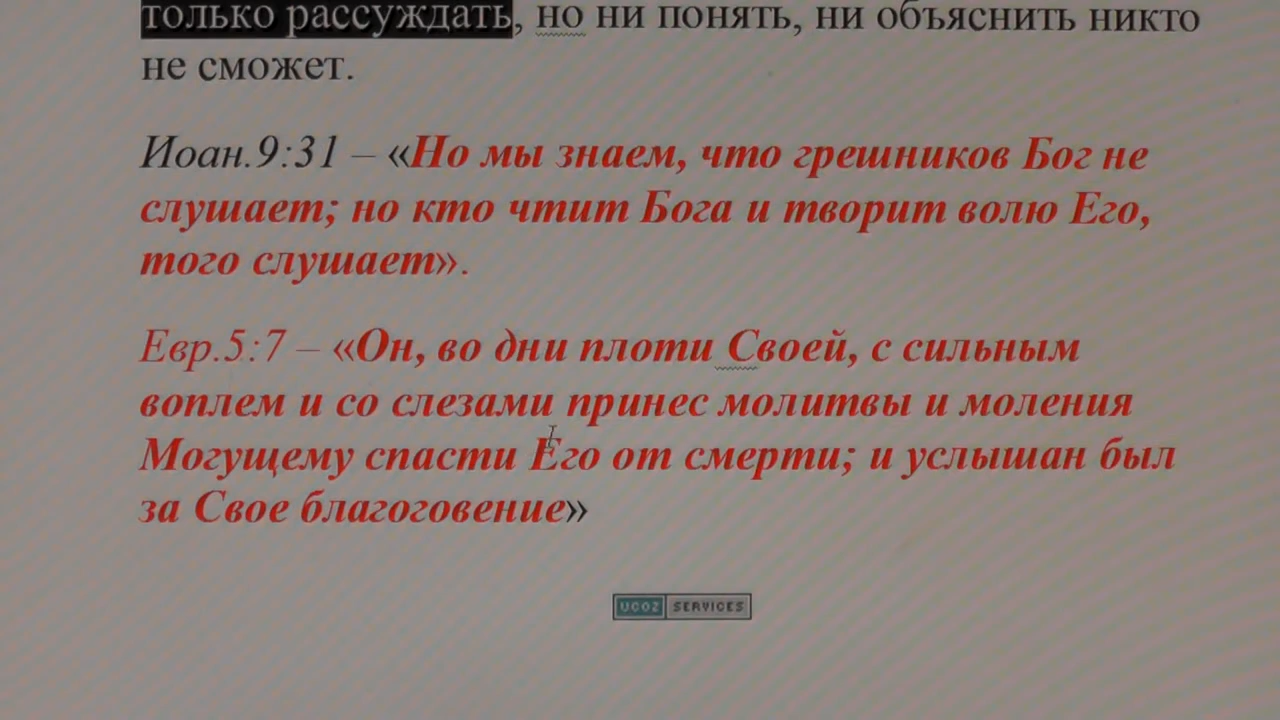 только рассуждать, но ни понять, ни объяснить никто
не сможет.
Иоан.9:31 – «Но мы знаем, что грешников Бог не
слушает; но кто чтит Бога и творит волю Его,
того слушает».
Евр.5:7 – «Он, во дни плоти Своей, с сильным
воплем и со слезами принес молитвы и моления
Могущему спасти Его от смерти; и услышан был
за Свое благоговение»
UCOZ SERVICES